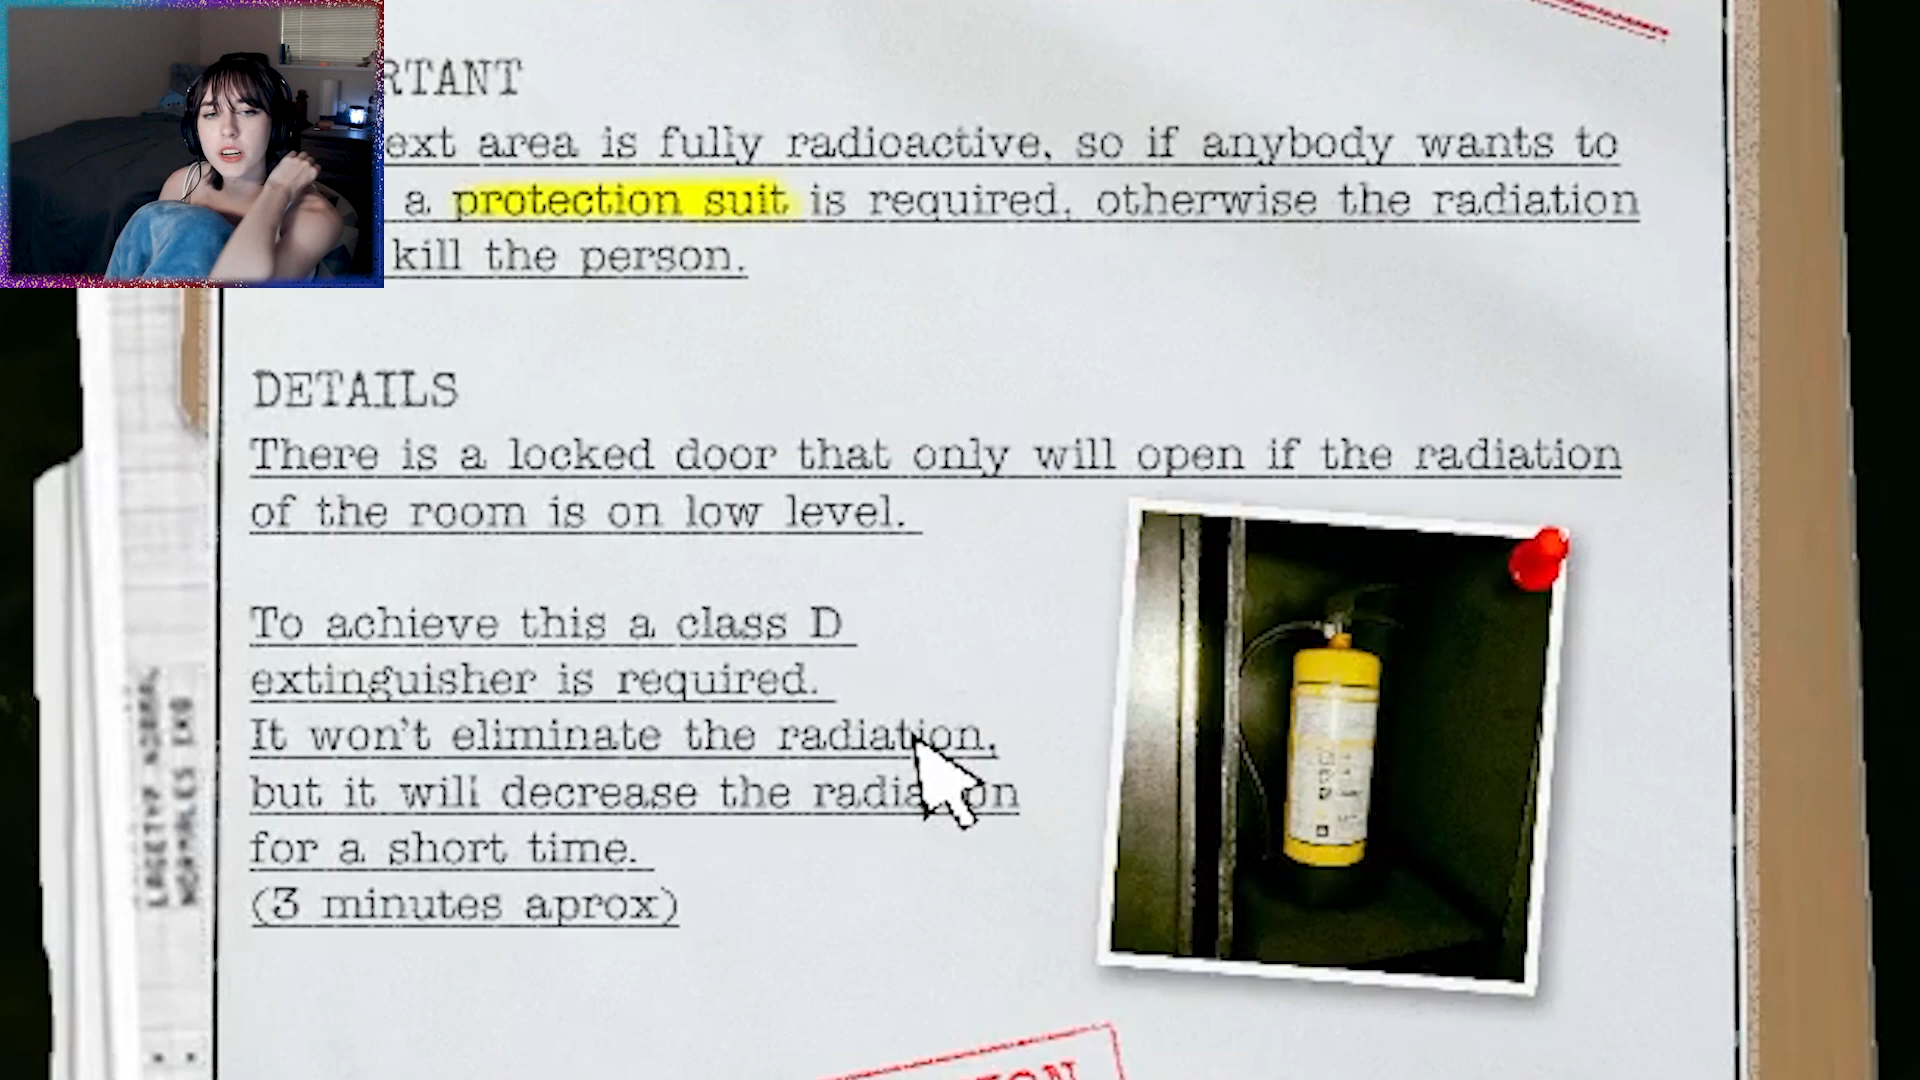 RTANT
ext area is fully radioactive, so if anybody wants to
a protection suit is required, otherwise the radiation
kill the person.
DETAILS
There is a locked door that only will open if the radiation
of the room is on low level.
To achieve this a class D
extinguisher is required.
It won't eliminate the radiation,
but it will decrease the radiation
for a short time.
(3 minutes aprox)